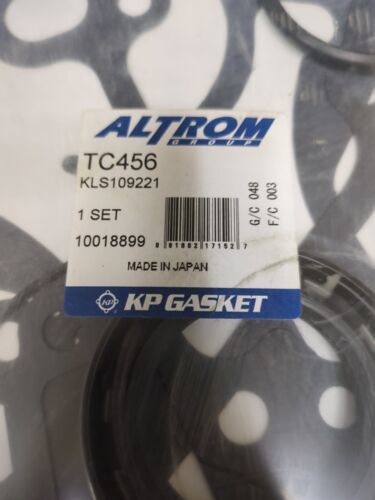 ALTROM
GROUP
TC456
KLS109221
1 SET
10018899
MADE IN JAPAN
G/C 048
F/C 003
KP
KP GASKET